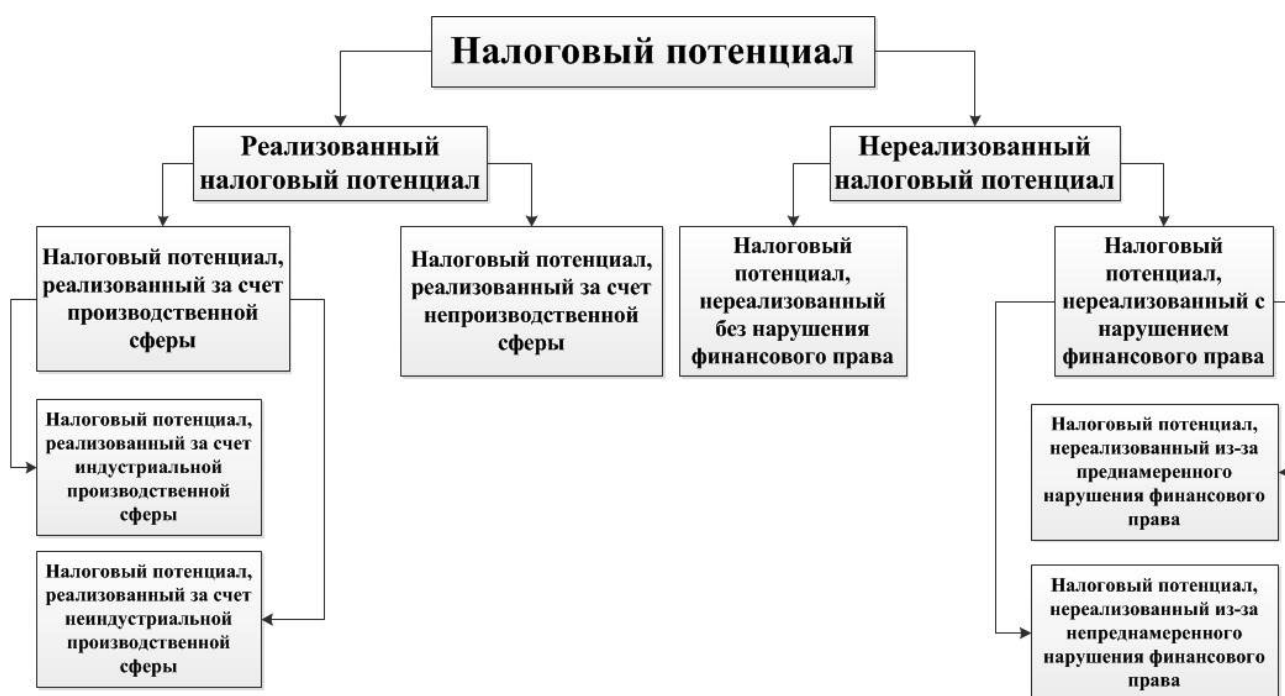 Налоговый потенциал
Реализованный
налоговый потенциал
Нереализованный
налоговый потенциал
Налоговый потенциал,
реализованный за счет
производственной
сферы
Налоговый потенциал,
реализованный за счет
непроизводственной
сферы
Налоговый
потенциал,
нереализованный
без нарушения
финансового права
Налоговый
потенциал,
нереализованный с
нарушением
финансового права
Налоговый потенциал,
реализованный за счет
индустриальной
производственной
сферы
Налоговый потенциал,
нереализованный из-за
преднамеренного
нарушения финансового
права
Налоговый потенциал,
реализованный за счет
неиндустриальной
производственной
сферы
Налоговый потенциал,
нереализованный из-за
непреднамеренного
нарушения финансового
права